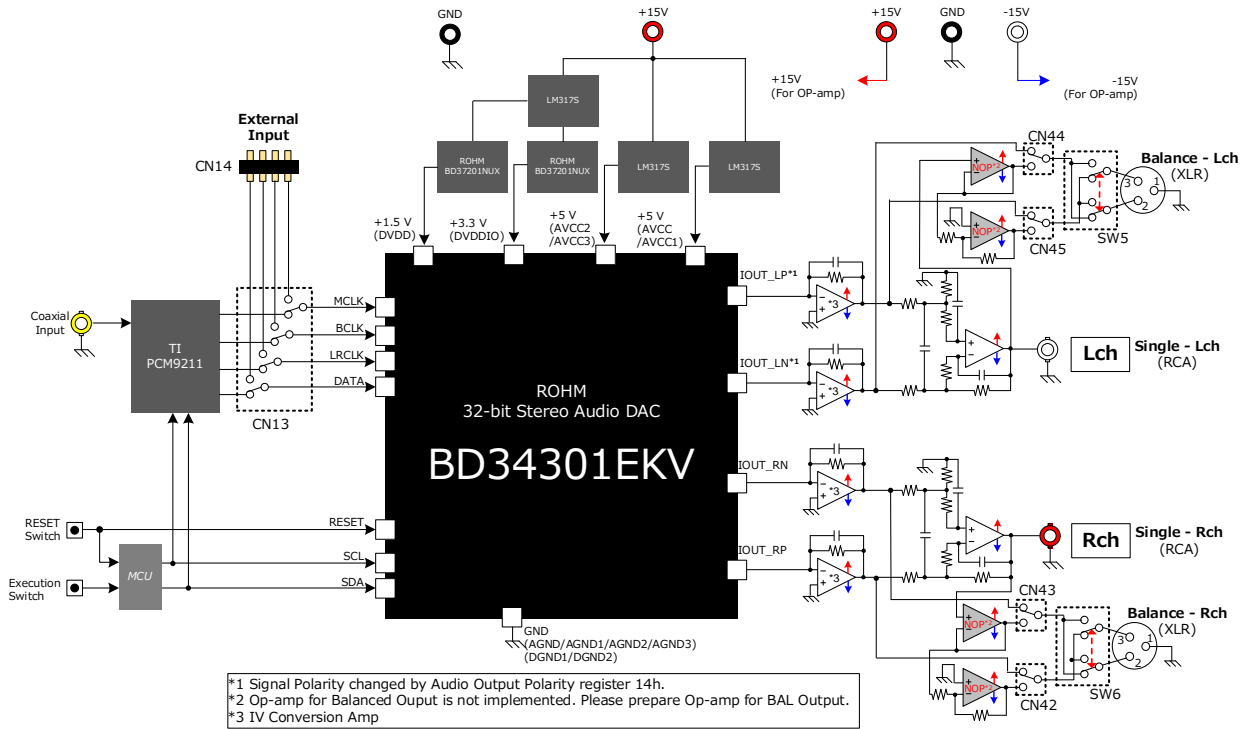 GND
+15V
+15V
GND
-15V
+15V
(For OP-amp)
-15V
(For OP-amp)
LM317S
ROHM
BD37201NUX
ROHM
BD37201NUX
LM317S
LM317S
External
Input
CN14
+1.5 V
(DVDD)
+3.3 V
(DVDDIO)
+5 V
(AVCC2
/AVCC3)
+5 V
(AVCC
/AVCC1)
CN44
NOP*2
NOP*2
CN45
SW5
Balance - Lch
(XLR)
3
1
2
Coaxial
Input
TI
PCM9211
CN13
MCLK
BCLK
LRCLK
DATA
ROHM
32-bit Stereo Audio DAC
BD34301EKV
IOUT_LP*1
*3
IOUT_LN*1
*3
Lch
Single - Lch
(RCA)
IOUT_RN
*3
IOUT_RP
*3
Rch
Single - Rch
(RCA)
RESET
Switch
Execution
Switch
MCU
RESET
SCL
SDA
GND
(AGND/AGND1/AGND2/AGND3)
(DGND1/DGND2)
CN43
NOP*2
NOP*2
CN42
SW6
Balance - Rch
(XLR)
3
1
2
*1 Signal Polarity changed by Audio Output Polarity register 14h.
*2 Op-amp for Balanced Ouput is not implemented. Please prepare Op-amp for BAL Output.
*3 IV Conversion Amp